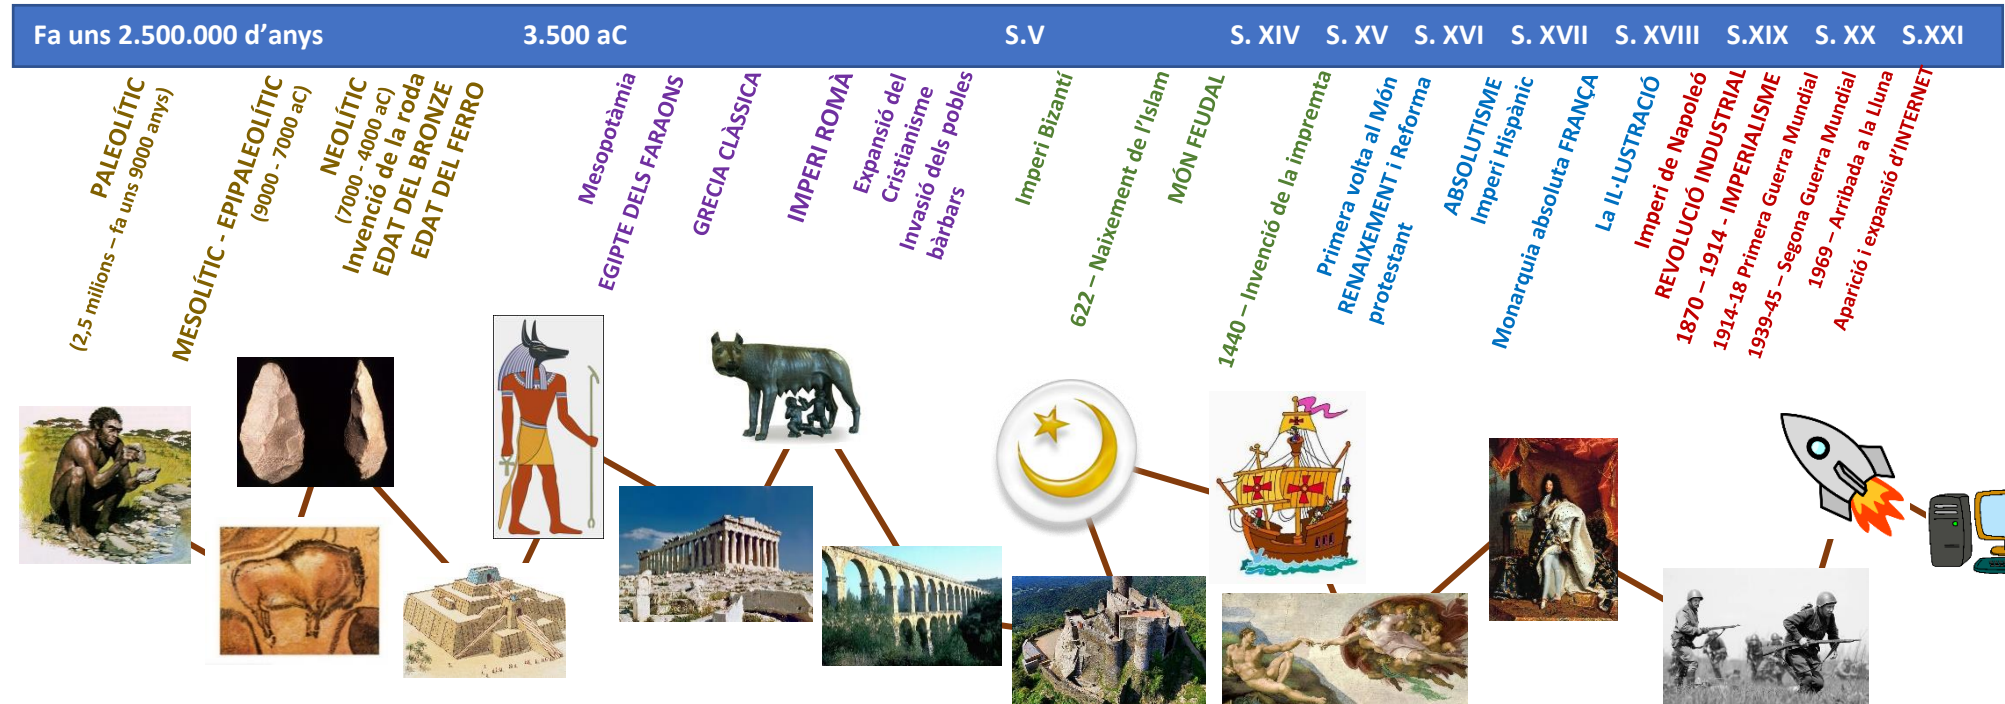 Fa uns 2.500.000 d'anys
3.500 aC
S.V
S. XIV
S. XV
S. XVI
S. XVII
S. XVIII
S.XIX
S. XX
S.XXI
PALEOLÍTIC
(2,5 milions – fa uns 9000 anys)
MESOLÍTIC - EPIPALEOLÍTIC
(9000 - 7000 aC)
NEOLÍTIC
(7000 - 4000 aC)
Invenció de la roda
EDAT DEL BRONZE
EDAT DEL FERRO
Mesopotàmia
EGIPTE DELS FARAONS
GRECIA CLÀSSICA
IMPERI ROMÀ
Expansió del
Cristianisme
Invasió dels pobles
bàrbars
Imperi Bizantí
622 – Naixement de l'Islam
MÓN FEUDAL
1440 – Invenció de la impremta
Primera volta al Món
RENAIXEMENT i Reforma
protestant
ABSOLUTISME
Imperi Hispànic
Monarquia absoluta FRANÇA
La IL·LUSTRACIÓ
Imperi de Napoleó
REVOLUCIÓ INDUSTRIAL
1870 – 1914 - IMPERIALISME
1914-18 Primera Guerra Mundial
1939-45 – Segona Guerra Mundial
1969 – Arribada a la Lluna
Aparició i expansió d'INTERNET